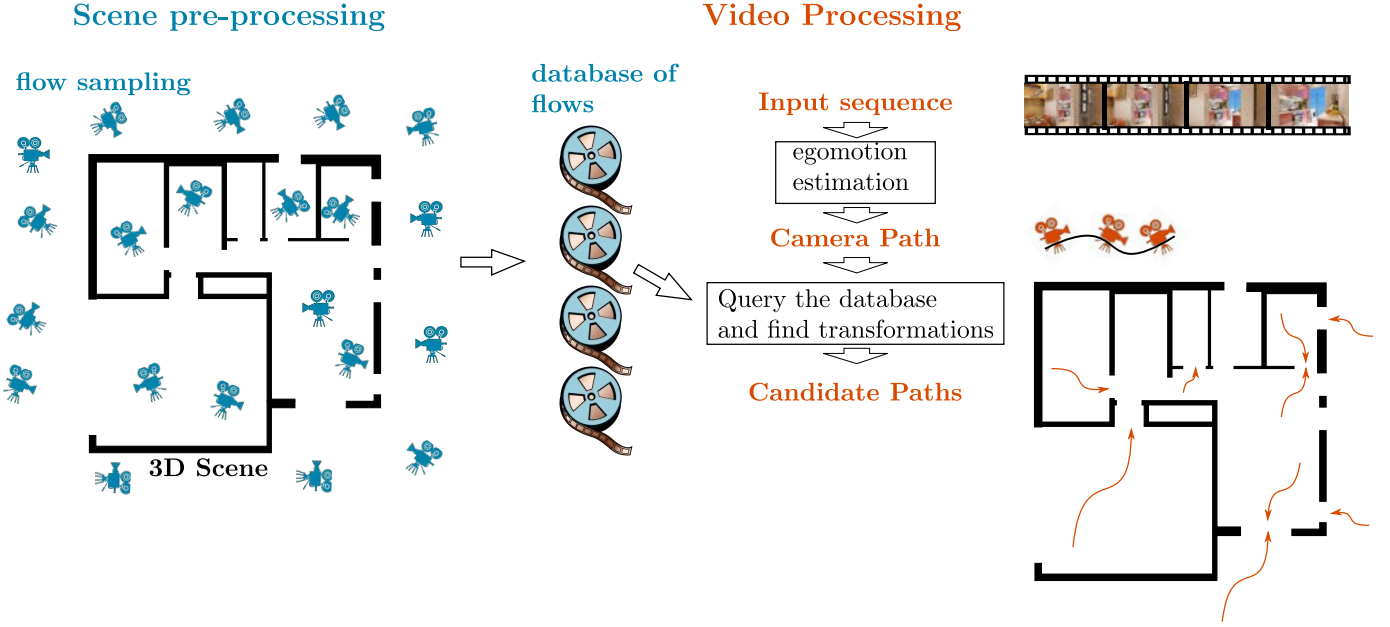 Scene pre-processing
Video Processing
flow sampling
database of
flows
Input sequence
egomotion
estimation
Camera Path
Query the database
and find transformations
Candidate Paths
3D Scene